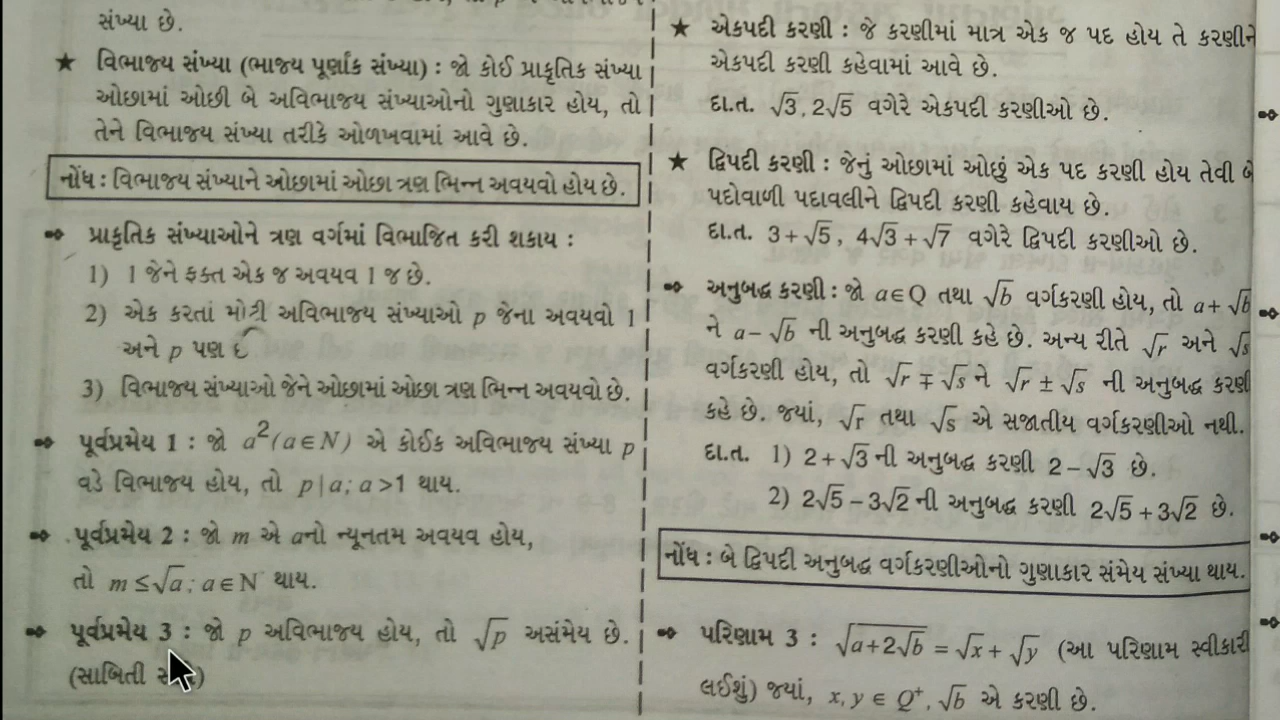 સંખ્યા છે.
★ વિભાજ્ય સંખ્યા (ભાજ્ય પૂર્ણાંક સંખ્યા) : જો કોઈ પ્રાકૃતિક સંખ્યા
ઓછામાં ઓછી બે અવિભાજ્ય સંખ્યાઓનો ગુણાકાર હોય, તો
તેને વિભાજ્ય સંખ્યા તરીકે ઓળખવામાં આવે છે.
નોંધ : વિભાજ્ય સંખ્યાને ઓછામાં ઓછા ત્રણ ભિન્ન અવયવો હોય છે.
પ્રાકૃતિક સંખ્યાઓને ત્રણ વર્ગમાં વિભાજિત કરી શકાય :
1) 1 જેને ફક્ત એક જ અવયવ 1 જ છે.
2) એક કરતાં મોટી અવિભાજ્ય સંખ્યાઓ p જેના અવયવો 1
અને p પણ
3) વિભાજ્ય સંખ્યાઓ જેને ઓછામાં ઓછા ત્રણ ભિન્ન અવયવો છે.
પૂર્વપ્રમેય 1 : જો a² (a ∈ N) એ કોઈક અવિભાજ્ય સંખ્યા p
વડે વિભાજ્ય હોય, તો p | a; a > 1 થાય.
પૂર્વપ્રમેય 2 : જો m એ aનો ન્યૂનતમ અવયવ હોય,
તો m ≤ √a; a ∈ N થાય.
પૂર્વપ્રમેય 3 : જો p અવિભાજ્ય હોય, તો √p અસંમેય છે.
(સાબિતી
★ એકપદી કરણી : જે કરણીમાં માત્ર એક જ પદ હોય તે કરણીને
એકપદી કરણી કહેવામાં આવે છે.
દા.ત. √3, 2√5 વગેરે એકપદી કરણીઓ છે.
★ દ્વિપદી કરણી : જેનું ઓછામાં ઓછું એક પદ કરણી હોય તેવી બે
પદોવાળી પદાવલીને દ્વિપદી કરણી કહેવાય છે.
દા.ત. 3 + √5, 4√3 + √7 વગેરે દ્વિપદી કરણીઓ છે.
અનુબદ્ધ કરણી : જો a ∈ Q તથા √b વર્ગકરણી હોય, તો a + √b
ને a − √b ની અનુબદ્ધ કરણી કહે છે. અન્ય રીતે √r અને √s
વર્ગકરણી હોય, તો √r ∓ √s ને √r ± √s ની અનુબદ્ધ કરણી
કહે છે. જ્યાં, √r તથા √s એ સજાતીય વર્ગકરણીઓ નથી.
દા.ત. 1) 2 + √3 ની અનુબદ્ધ કરણી 2 − √3 છે.
2) 2√5 − 3√2 ની અનુબદ્ધ કરણી 2√5 + 3√2 છે.
નોંધ : બે દ્વિપદી અનુબદ્ધ વર્ગકરણીઓનો ગુણાકાર સંમેય સંખ્યા થાય.
પરિણામ 3 : √(a+2√b) = √x + √y (આ પરિણામ સ્વીકારી
લઈશું) જ્યાં, x, y ∈ Q⁺, √b એ કરણી છે.